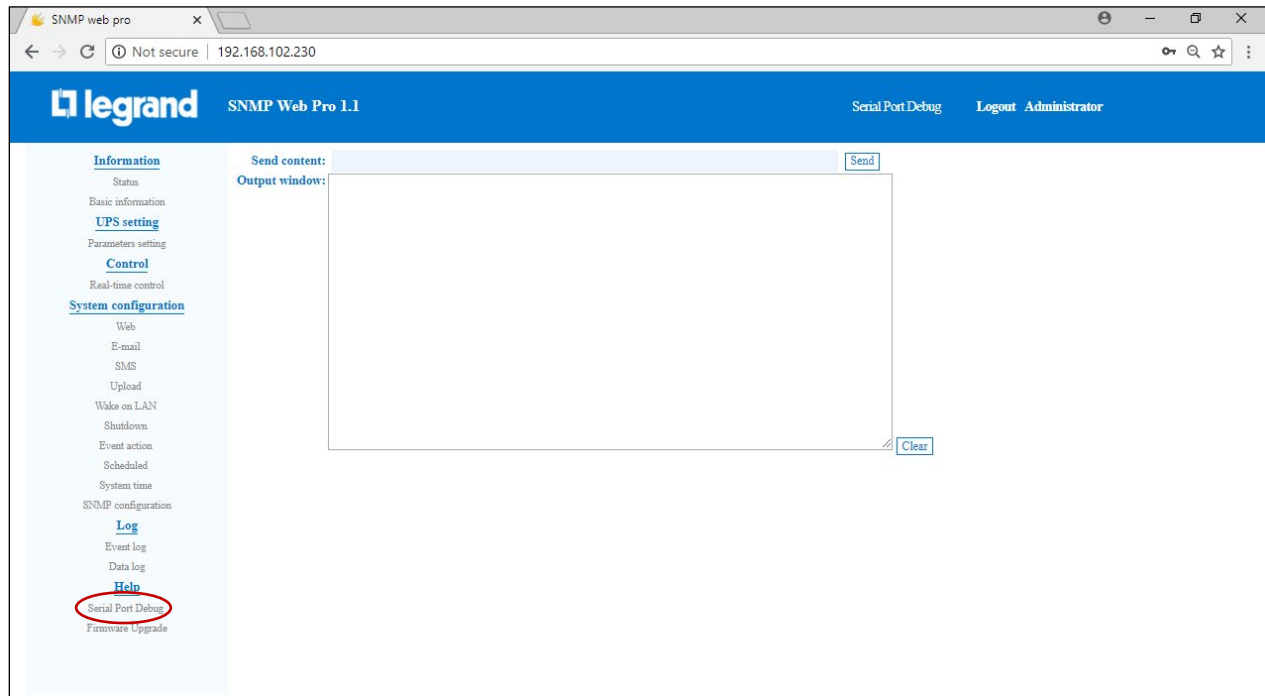 SNMP web pro
Not secure | 192.168.102.230
legrand SNMP Web Pro 1.1 Serial Port Debug Logout Administrator
Information
Status
Basic information
UPS setting
Parameters setting
Control
Real-time control
System configuration
Web
E-mail
SMS
Upload
Wake on LAN
Shutdown
Event action
Scheduled
System time
SNMP configuration
Log
Event log
Data log
Help
Serial Port Debug
Firmware Upgrade
Send content: Send
Output window:
Clear